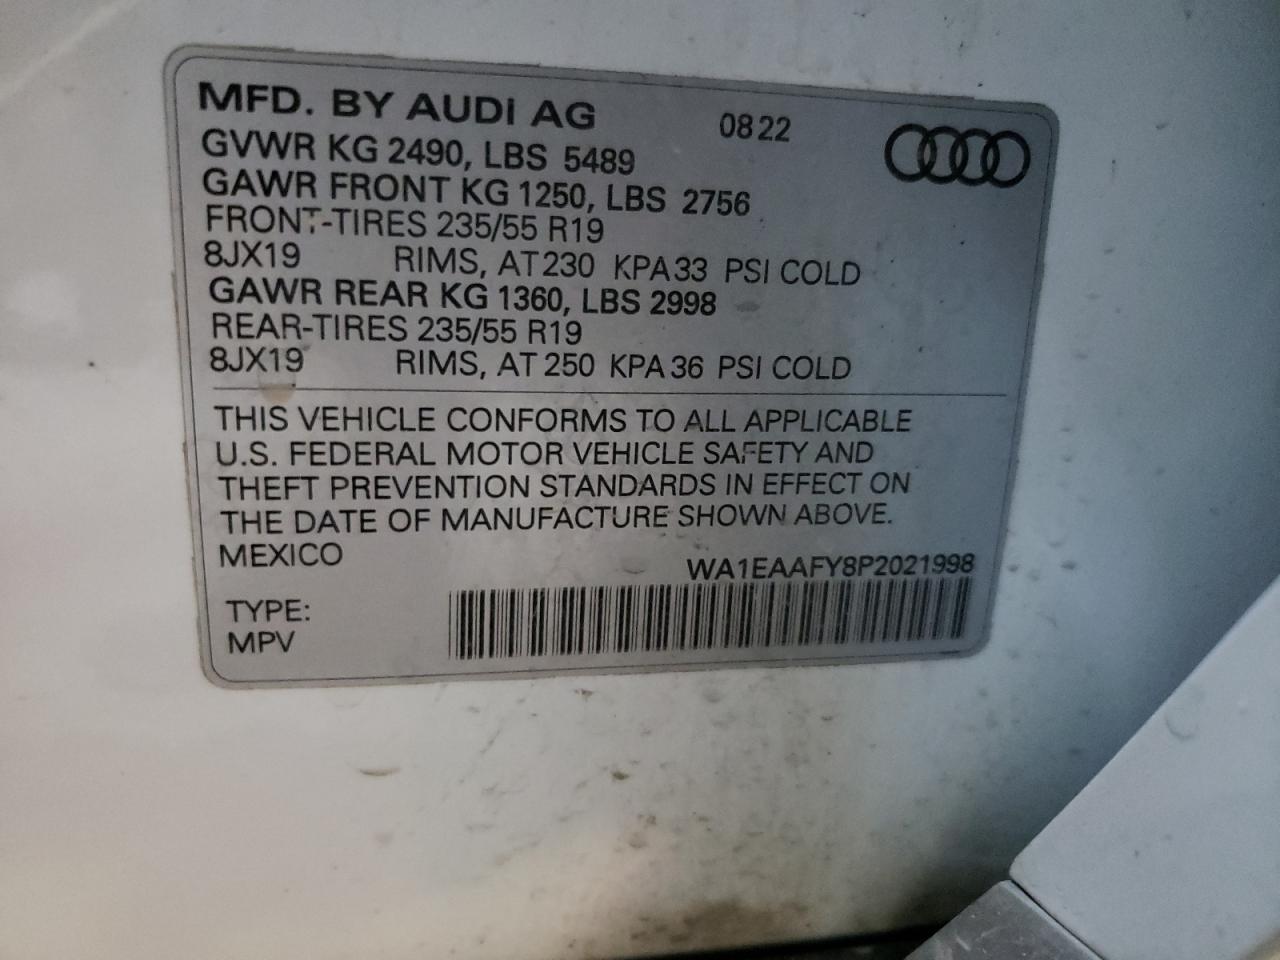 MFD. BY AUDI AG 0822
GVWR KG 2490, LBS 5489
GAWR FRONT KG 1250, LBS 2756
FRONT-TIRES 235/55 R19
8JX19 RIMS, AT 230 KPA 33 PSI COLD
GAWR REAR KG 1360, LBS 2998
REAR-TIRES 235/55 R19
8JX19 RIMS, AT 250 KPA 36 PSI COLD
THIS VEHICLE CONFORMS TO ALL APPLICABLE
U.S. FEDERAL MOTOR VEHICLE SAFETY AND
THEFT PREVENTION STANDARDS IN EFFECT ON
THE DATE OF MANUFACTURE SHOWN ABOVE.
MEXICO
WA1EAAFY8P2021998
TYPE:
MPV